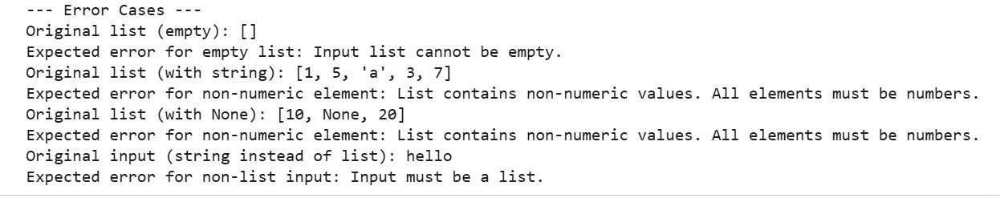 --- Error Cases ---
Original list (empty): []
Expected error for empty list: Input list cannot be empty.
Original list (with string): [1, 5, 'a', 3, 7]
Expected error for non-numeric element: List contains non-numeric values. All elements must be numbers.
Original list (with None): [10, None, 20]
Expected error for non-numeric element: List contains non-numeric values. All elements must be numbers.
Original input (string instead of list): hello
Expected error for non-list input: Input must be a list.